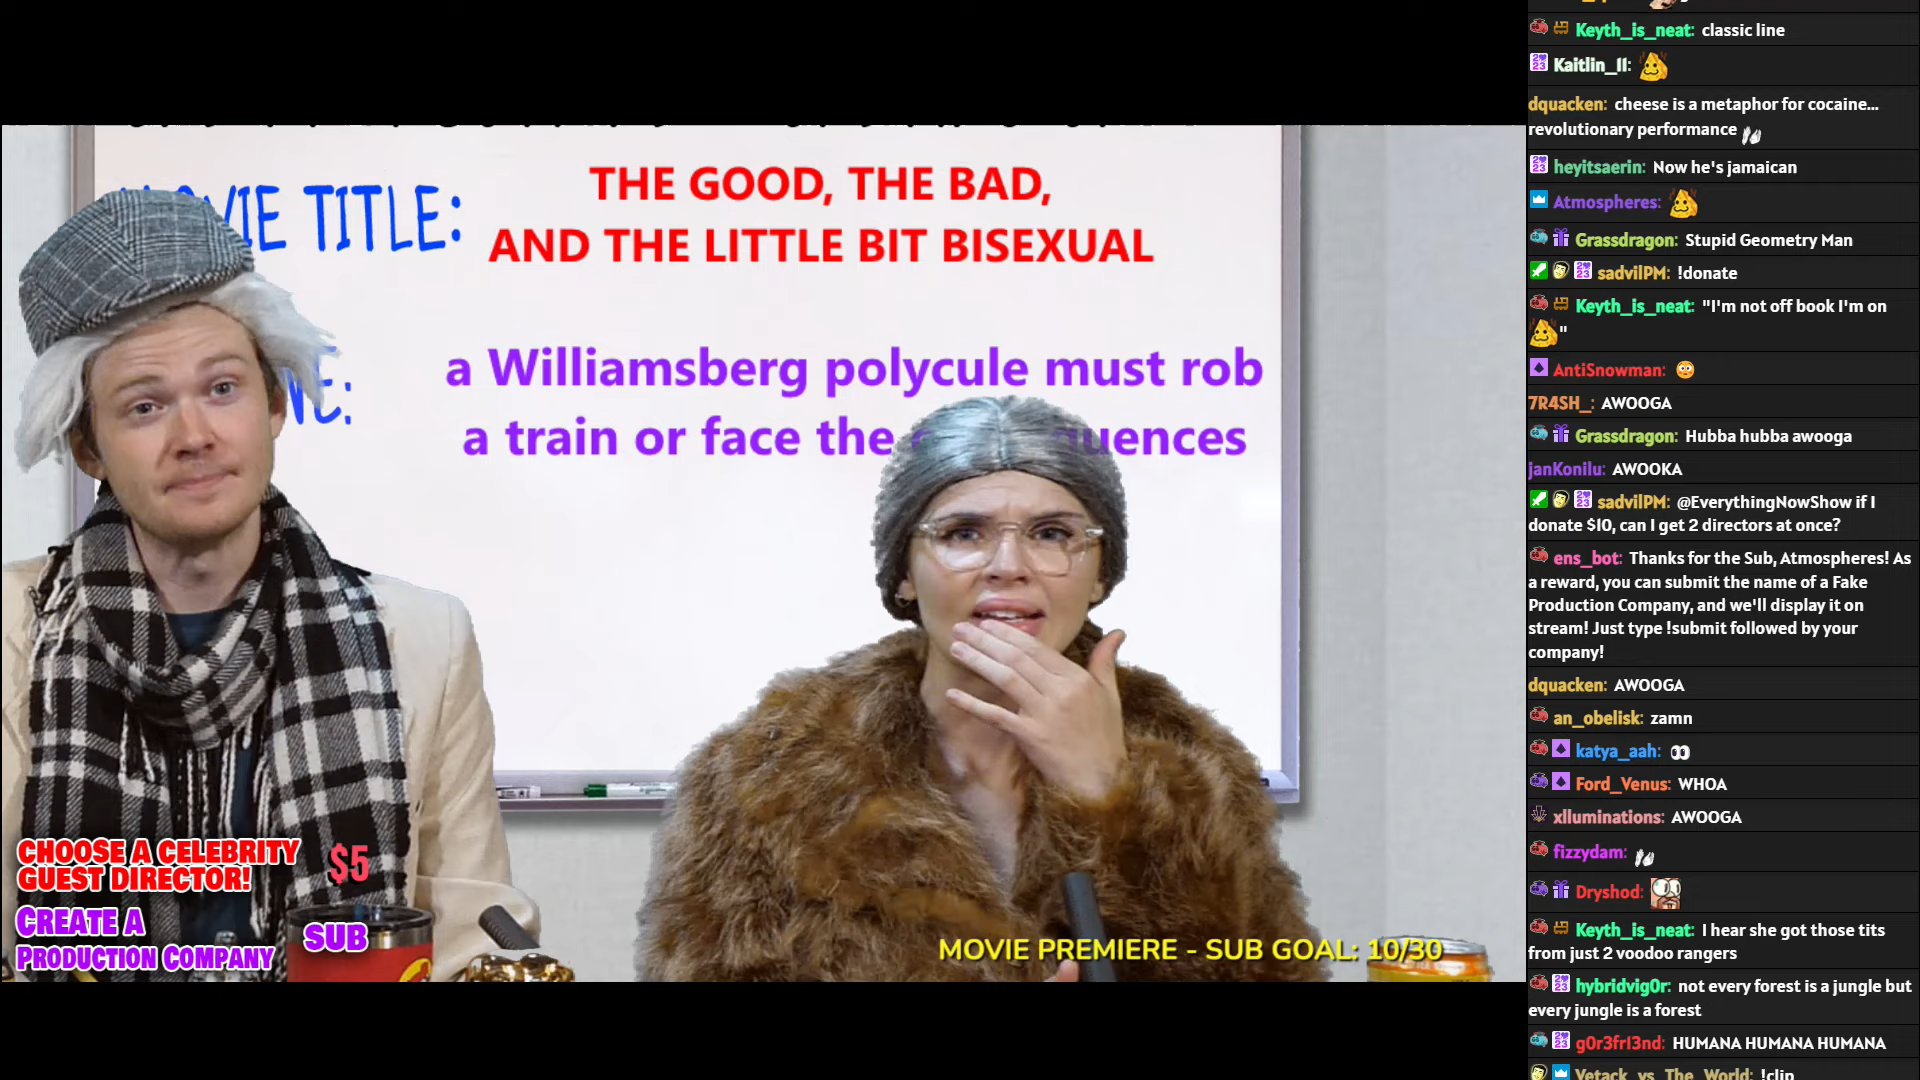 MOVIE TITLE:
THE GOOD, THE BAD,
AND THE LITTLE BIT BISEXUAL
a Williamsberg polycule must rob
a train or face the
CHOOSE A CELEBRITY
GUEST DIRECTOR!
$5
CREATE A
PRODUCTION COMPANY
SUB
MOVIE PREMIERE - SUB GOAL: 10/30
Keyth_is_neat: classic line
Kaitlin_11:
dquacken: cheese is a metaphor for cocaine...
revolutionary performance
heyitsaerin: Now he's jamaican
Atmospheres:
Grassdragon: Stupid Geometry Man
sadvilPM: !donate
Keyth_is_neat: "I'm not off book I'm on
"
AntiSnowman:
7R4SH_: AWOOGA
Grassdragon: Hubba hubba awooga
janKonilu: AWOOKA
sadvilPM: @EverythingNowShow if I
donate $10, can I get 2 directors at once?
ens_bot: Thanks for the Sub, Atmospheres! As
a reward, you can submit the name of a Fake
Production Company, and we'll display it on
stream! Just type !submit followed by your
company!
dquacken: AWOOGA
an_obelisk: zamn
katya_aah:
Ford_Venus: WHOA
xlluminations: AWOOGA
fizzydam:
Dryshod:
Keyth_is_neat: I hear she got those tits
from just 2 voodoo rangers
hybridvig0r: not every forest is a jungle but
every jungle is a forest
g0r3fr13nd: HUMANA HUMANA HUMANA
Vetack_vs_The_World: !clip